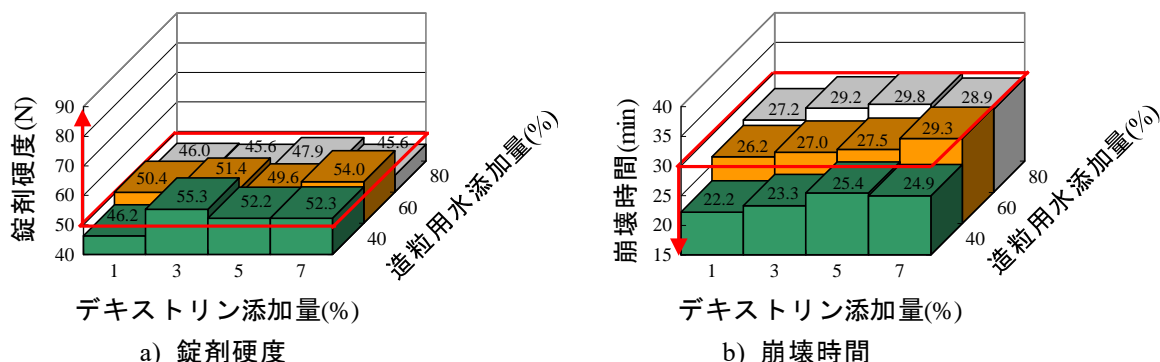 錠剤硬度(N)
90
80
70
60
50
40
46.0 45.6 47.9 45.6
50.4 51.4 49.6 54.0
46.2 55.3 52.2 52.3
1 3 5 7
40
60
80
造粒用水添加量(%)
デキストリン添加量(%)
a) 錠剤硬度
崩壊時間(min)
40
35
30
25
20
15
27.2 29.2 29.8 28.9
26.2 27.0 27.5 29.3
22.2 23.3 25.4 24.9
1 3 5 7
40
60
80
造粒用水添加量(%)
デキストリン添加量(%)
b) 崩壊時間